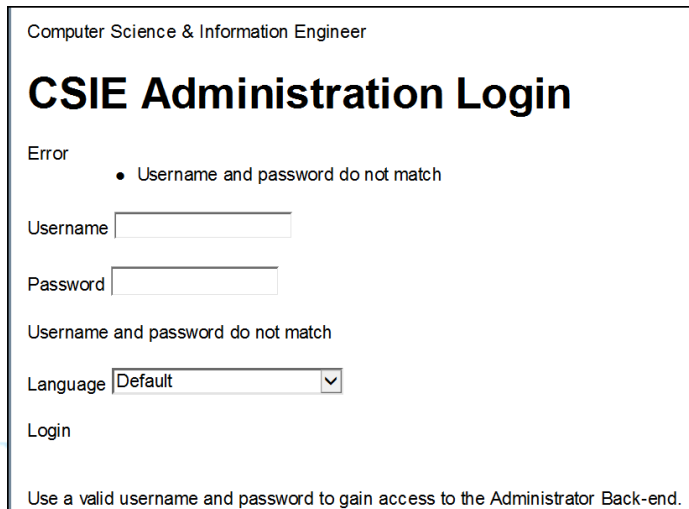 Computer Science & Information Engineer
CSIE Administration Login
Error
• Username and password do not match
Username
Password
Username and password do not match
Language Default
Login
Use a valid username and password to gain access to the Administrator Back-end.